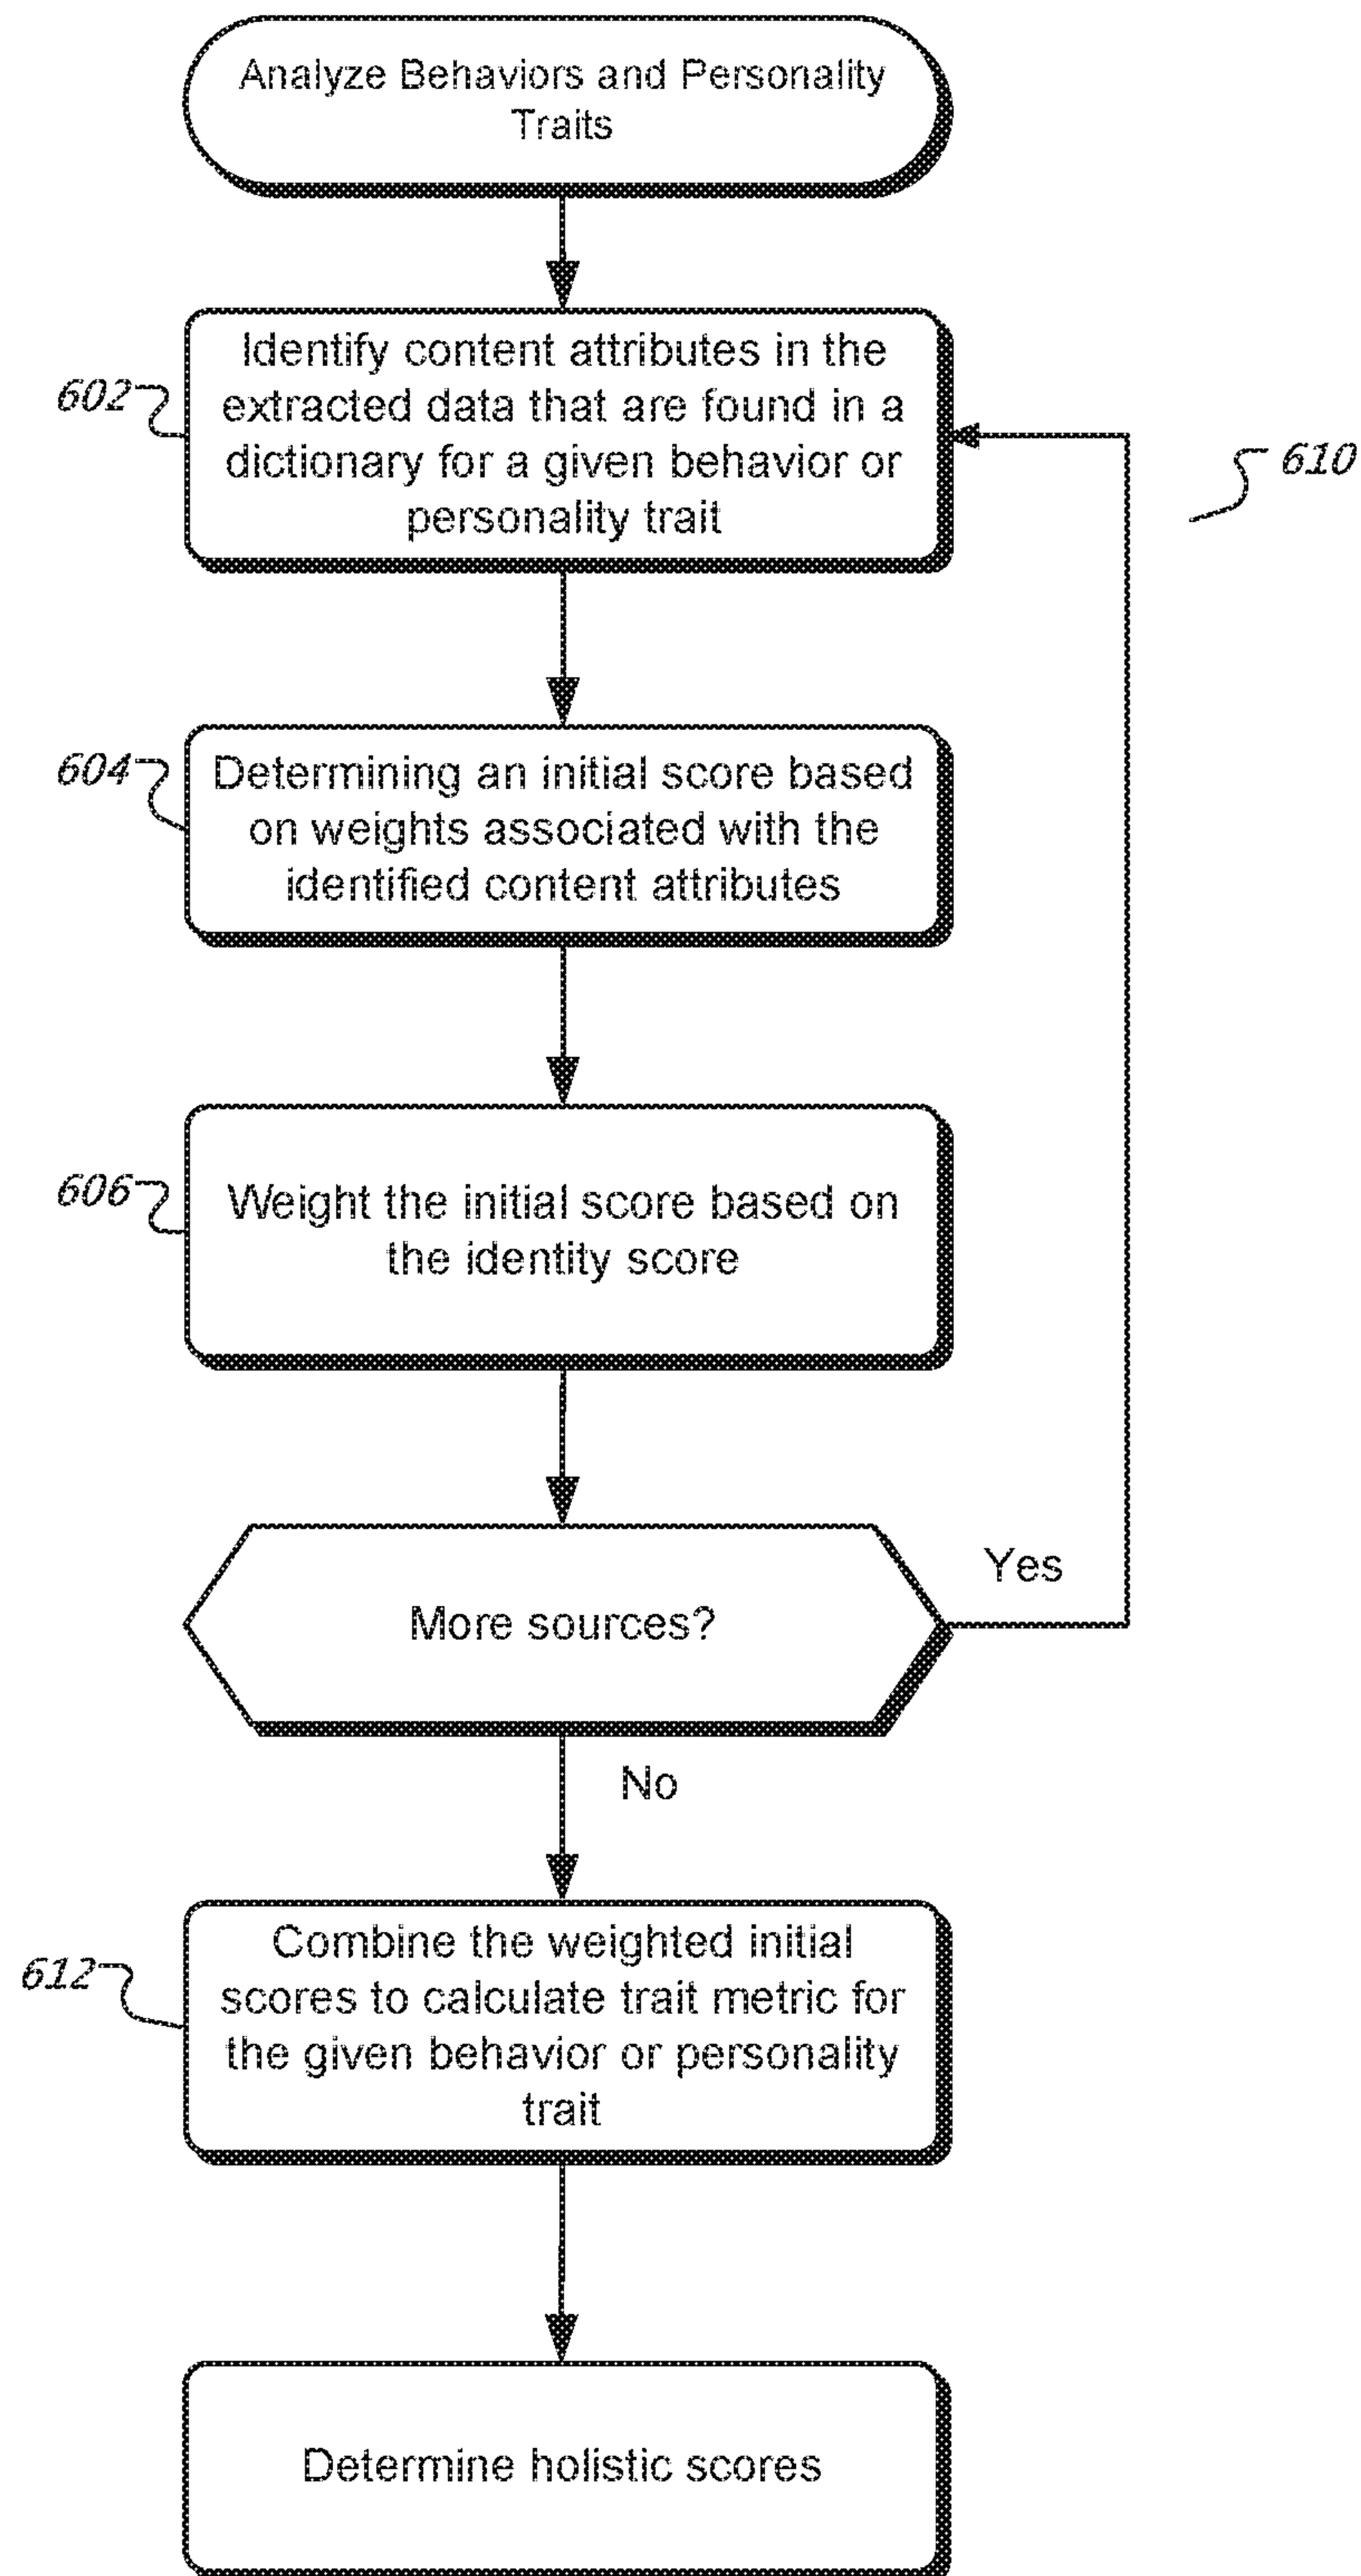 Analyze Behaviors and Personality
Traits
Identify content attributes in the
extracted data that are found in a
dictionary for a given behavior or
personality trait
602
610
Determining an initial score based
on weights associated with the
identified content attributes
604
Weight the initial score based on
the identity score
606
More sources?
Yes
No
Combine the weighted initial
scores to calculate trait metric for
the given behavior or personality
trait
612
Determine holistic scores